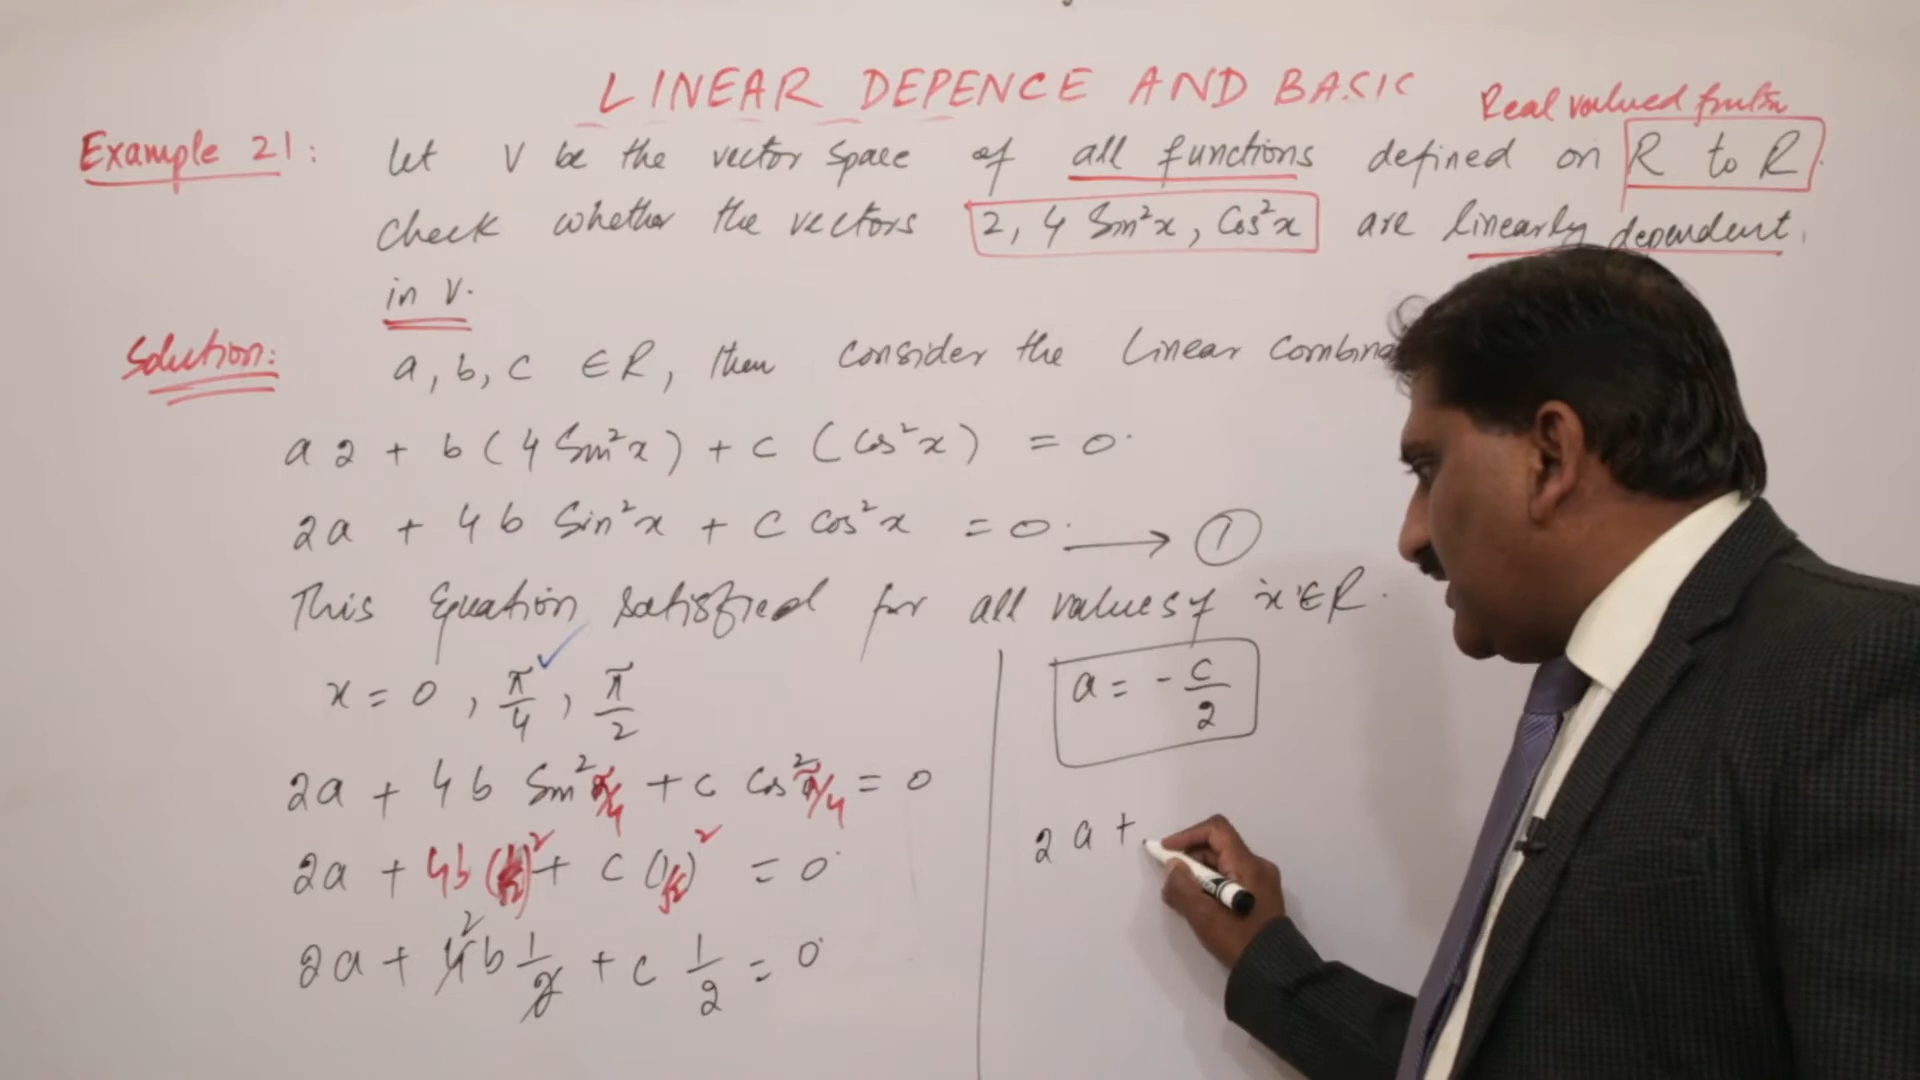 LINEAR DEPENCE AND BASIC
Real valued
Example 21: Let V be the vector space of all functions defined on R to R.
check whether the vectors 2, 4 Sin²x, Cos²x are linearly dependent.
in V.
Solution: a, b, c ∈ R, then consider the Linear Combina
a 2 + b (4 Sin²x) + c (Cos²x) = 0.
2a + 4b Sin²x + c cos²x = 0. → ①
This Equation satisfied for all values of 'x' ∈ R.
x = 0, π/4, π/2
2a + 4b Sin² π/4 + c Cos² π/4 = 0
2a + 4b (1/√2)² + c (1/√2)² = 0.
2a + 4 2 b 1/2 + c 1/2 = 0.
a = - c/2
2a +